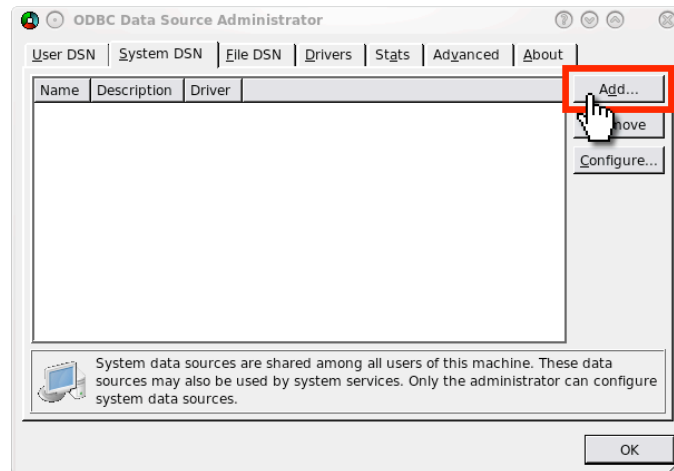 ODBC Data Source Administrator
User DSN System DSN File DSN Drivers Stats Advanced About
Name Description Driver
Add...
move
Configure...
System data sources are shared among all users of this machine. These data
sources may also be used by system services. Only the administrator can configure
system data sources.
OK